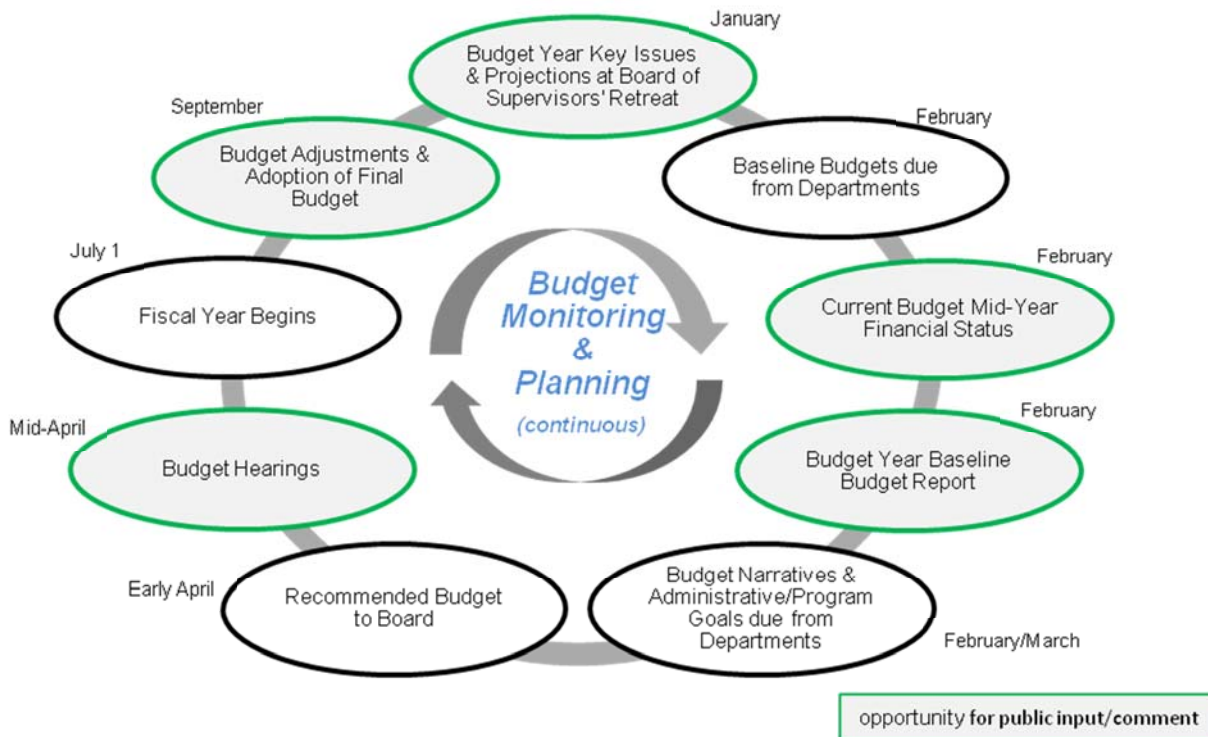 January
Budget Year Key Issues
& Projections at Board of
Supervisors' Retreat
February
Baseline Budgets due
from Departments
February
Current Budget Mid-Year
Financial Status
February
Budget Year Baseline
Budget Report
Budget Narratives &
Administrative/Program
Goals due from
Departments
February/March
Early April
Recommended Budget
to Board
Mid-April
Budget Hearings
July 1
Fiscal Year Begins
September
Budget Adjustments &
Adoption of Final
Budget
Budget
Monitoring
&
Planning
(continuous)
opportunity for public input/comment